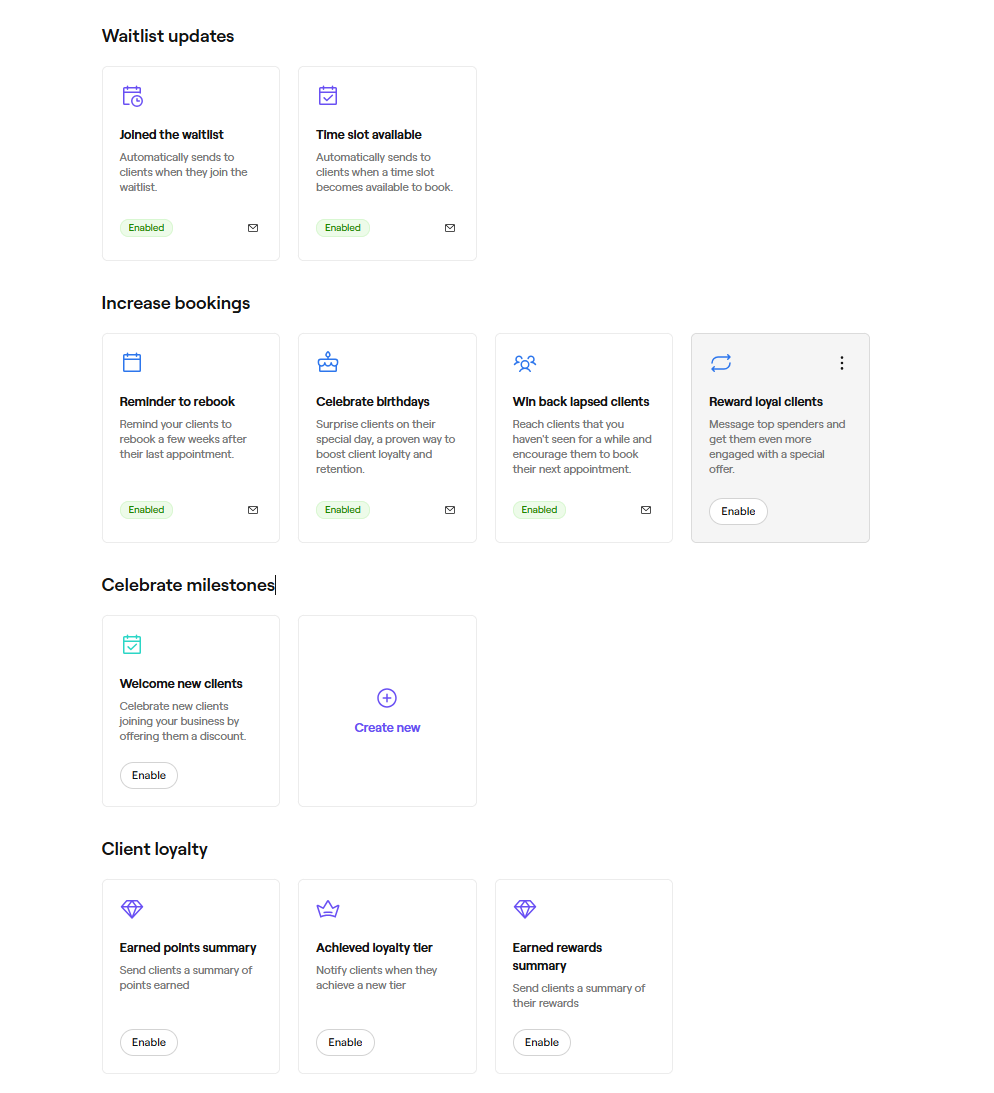 Waitlist updates
Joined the waitlist
Automatically sends to
clients when they join the
waitlist.
Enabled
Time slot available
Automatically sends to
clients when a time slot
becomes available to book.
Enabled
Increase bookings
Reminder to rebook
Remind your clients to
rebook a few weeks after
their last appointment.
Enabled
Celebrate birthdays
Surprise clients on their
special day, a proven way to
boost client loyalty and
retention.
Enabled
Win back lapsed clients
Reach clients that you
haven't seen for a while and
encourage them to book
their next appointment.
Enabled
Reward loyal clients
Message top spenders and
get them even more
engaged with a special
offer.
Enable
Celebrate milestones
Welcome new clients
Celebrate new clients
joining your business by
offering them a discount.
Enable
Create new
Client loyalty
Earned points summary
Send clients a summary of
points earned
Enable
Achieved loyalty tier
Notify clients when they
achieve a new tier
Enable
Earned rewards
summary
Send clients a summary of
their rewards
Enable